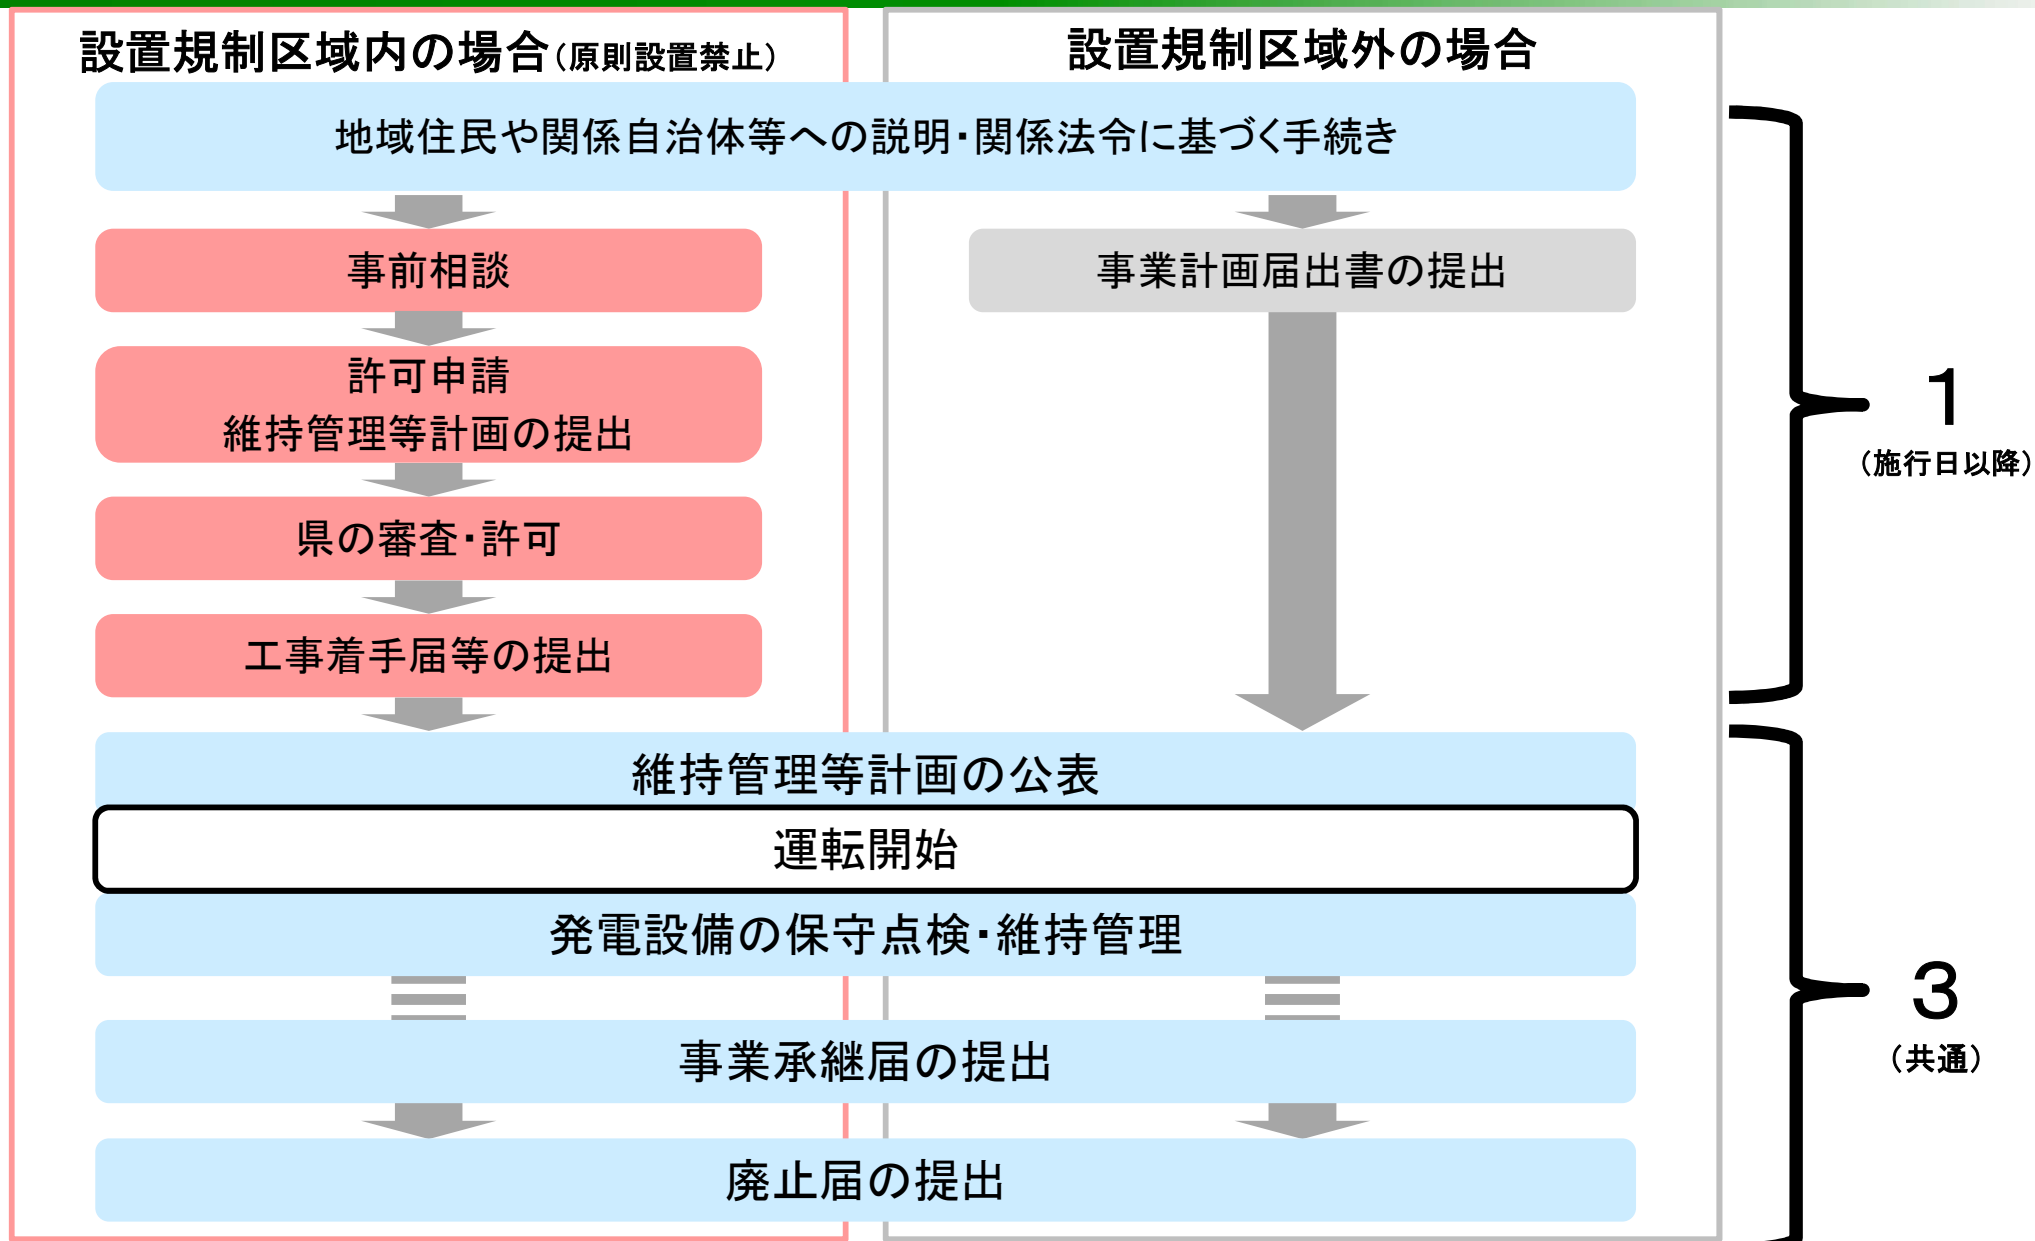 設置規制区域内の場合（原則設置禁止）
設置規制区域外の場合
地域住民や関係自治体等への説明・関係法令に基づく手続き
事前相談
事業計画届出書の提出
許可申請
維持管理等計画の提出
県の審査・許可
工事着手届等の提出
1
（施行日以降）
維持管理等計画の公表
運転開始
発電設備の保守点検・維持管理
事業承継届の提出
廃止届の提出
3
（共通）